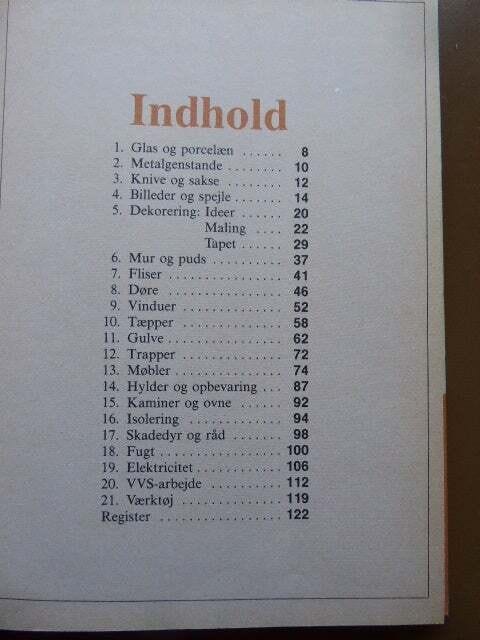 Indhold
1. Glas og porcelæn ...... 8
2. Metalgenstande ........ 10
3. Knive og sakse ........ 12
4. Billeder og spejle ....... 14
5. Dekorering: Ideer ...... 20
Maling .... 22
Tapet ...... 29
6. Mur og puds .......... 37
7. Fliser ................ 41
8. Døre ................ 46
9. Vinduer .............. 52
10. Tæpper .............. 58
11. Gulve ................ 62
12. Trapper .............. 72
13. Møbler .............. 74
14. Hylder og opbevaring ... 87
15. Kaminer og ovne ...... 92
16. Isolering ............. 94
17. Skadedyr og råd ....... 98
18. Fugt ................. 100
19. Elektricitet ............ 106
20. VVS-arbejde .......... 112
21. Værktøj .............. 119
Register ................. 122